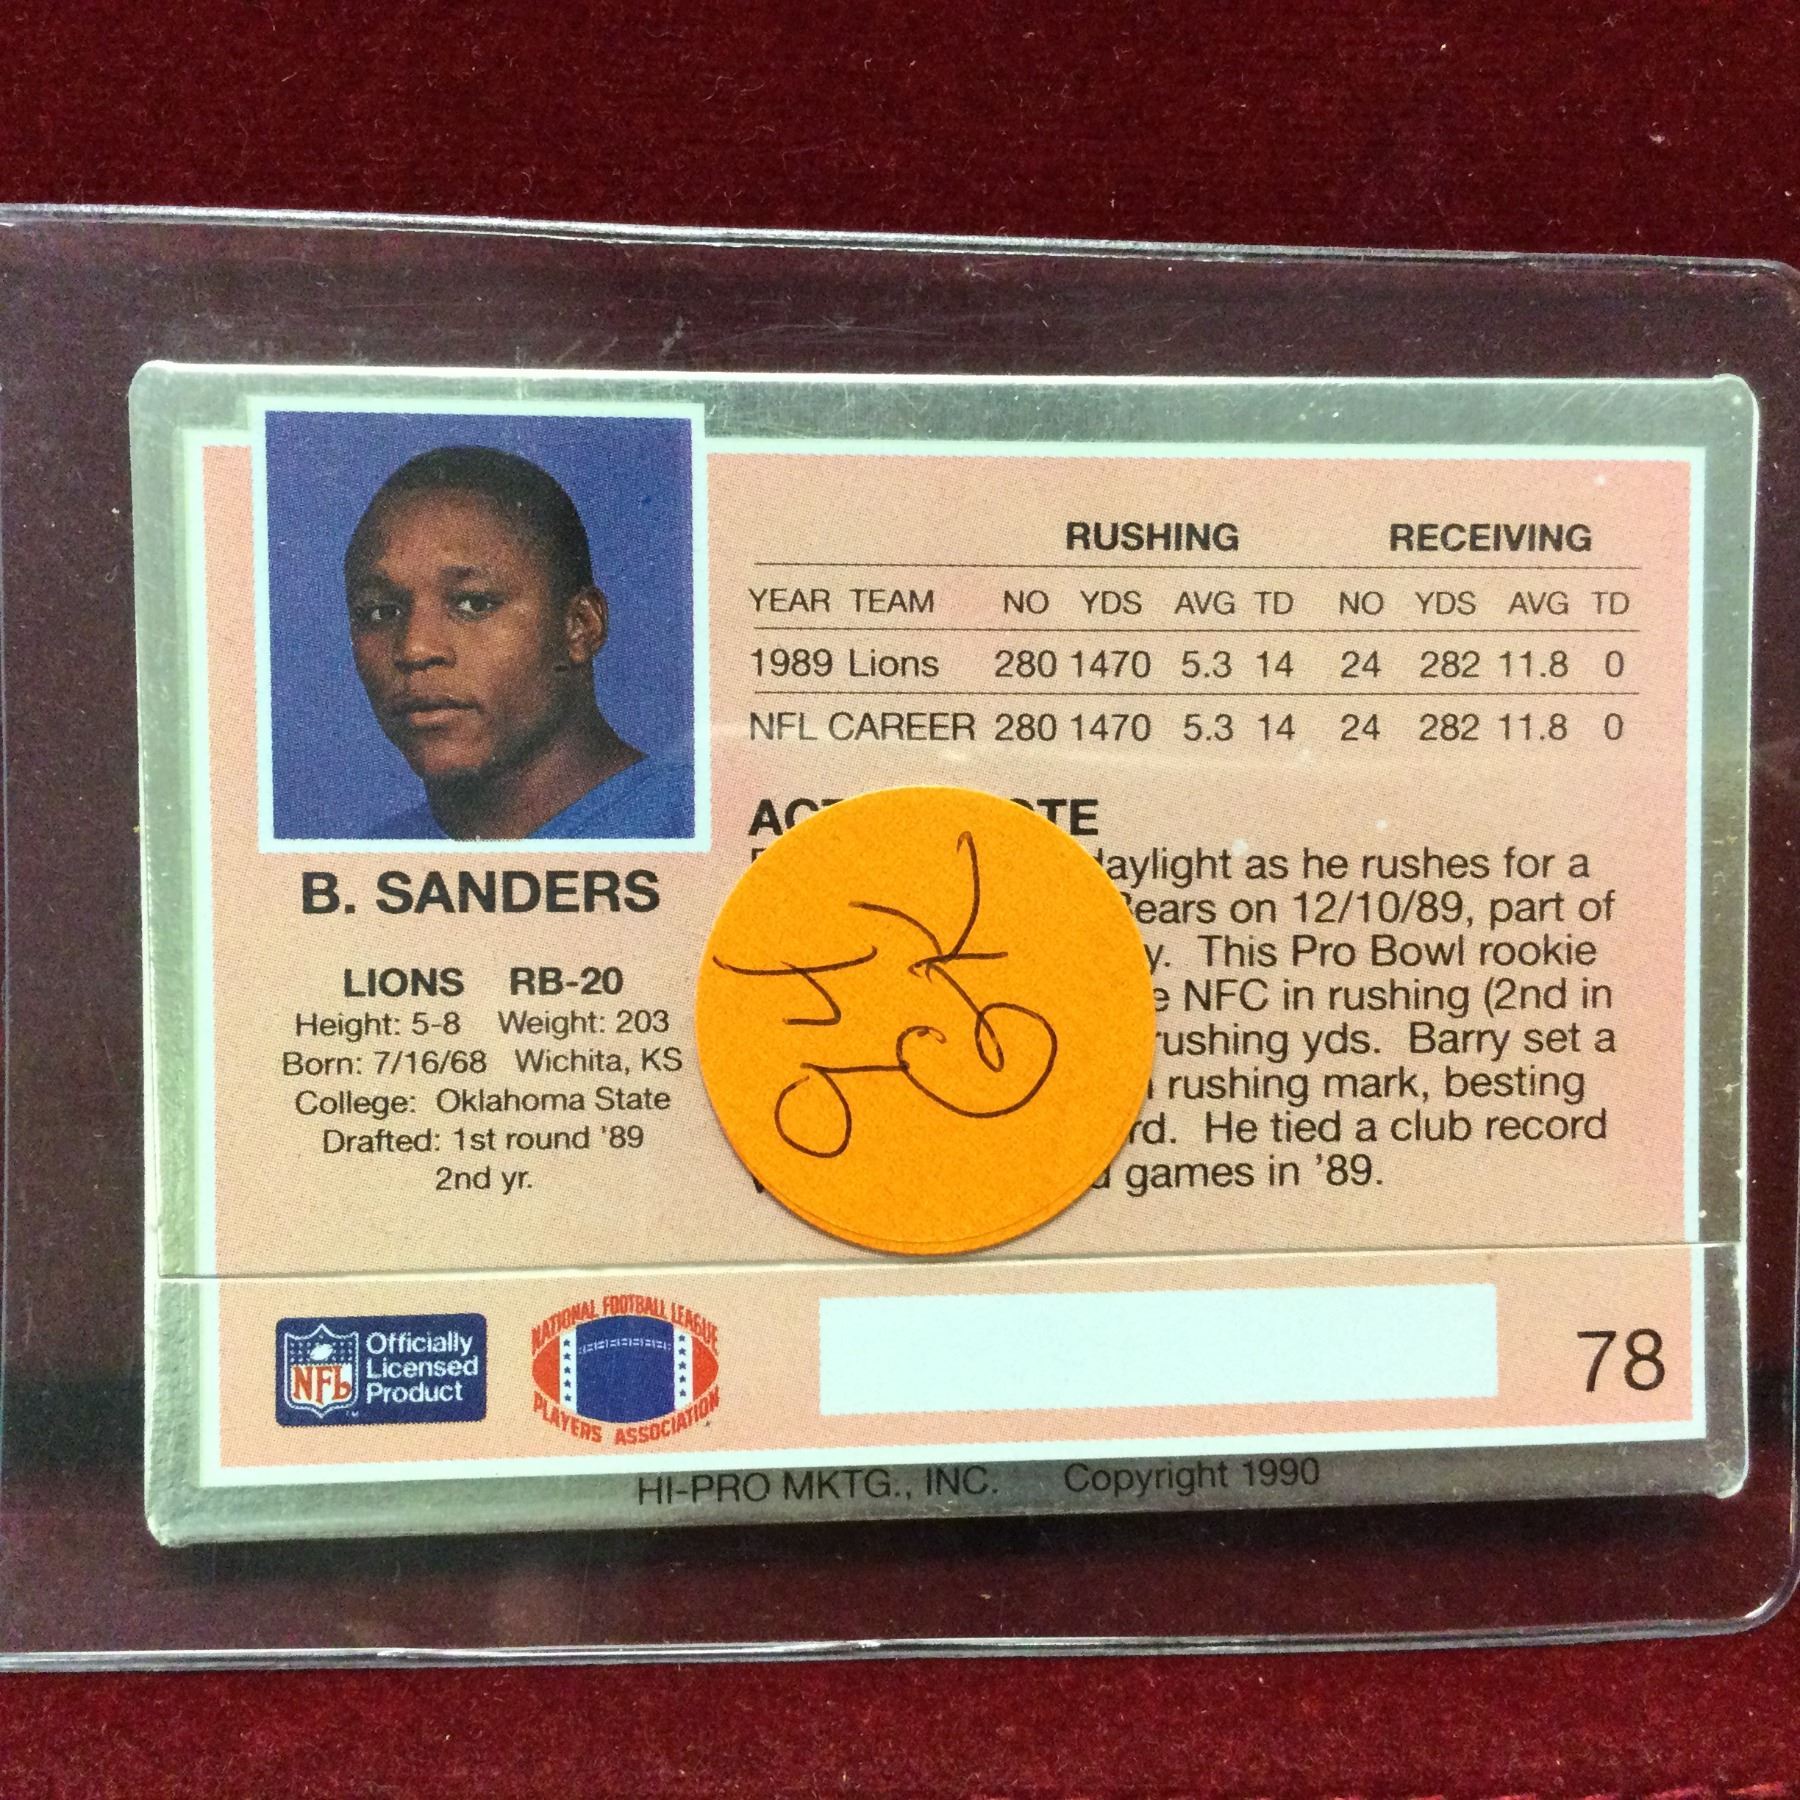 RUSHING RECEIVING
YEAR TEAM NO YDS AVG TD NO YDS AVG TD
1989 Lions 280 1470 5.3 14 24 282 11.8 0
NFL CAREER 280 1470 5.3 14 24 282 11.8 0
B. SANDERS
LIONS RB-20
Height: 5-8 Weight: 203
Born: 7/16/68 Wichita, KS
College: Oklahoma State
Drafted: 1st round '89
2nd yr.
as he rushes for a
on 12/10/89, part of
This Pro Bowl rookie
NFC in rushing (2nd in
yds. Barry set a
rushing mark, besting
He tied a club record
games in '89.
NFL
Officially
Licensed
Product
NATIONAL FOOTBALL LEAGUE
PLAYERS ASSOCIATION
78
HI-PRO MKTG., INC. Copyright 1990